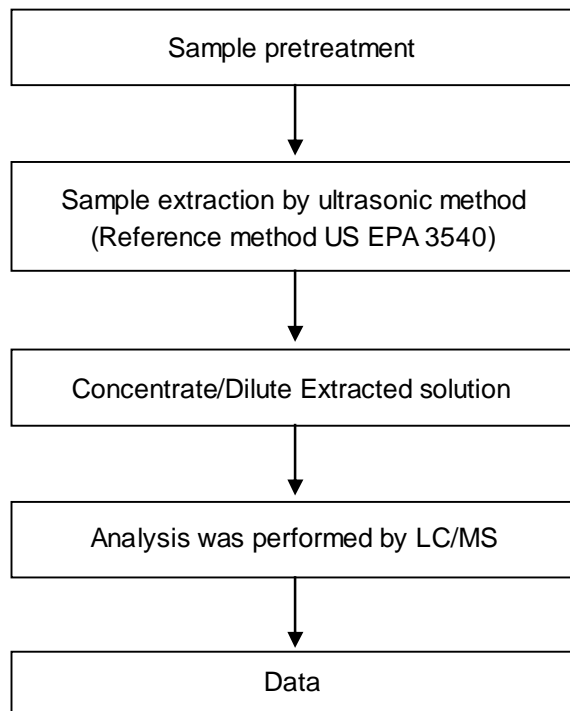 Sample pretreatment
Sample extraction by ultrasonic method
(Reference method US EPA 3540)
Concentrate/Dilute Extracted solution
Analysis was performed by LC/MS
Data